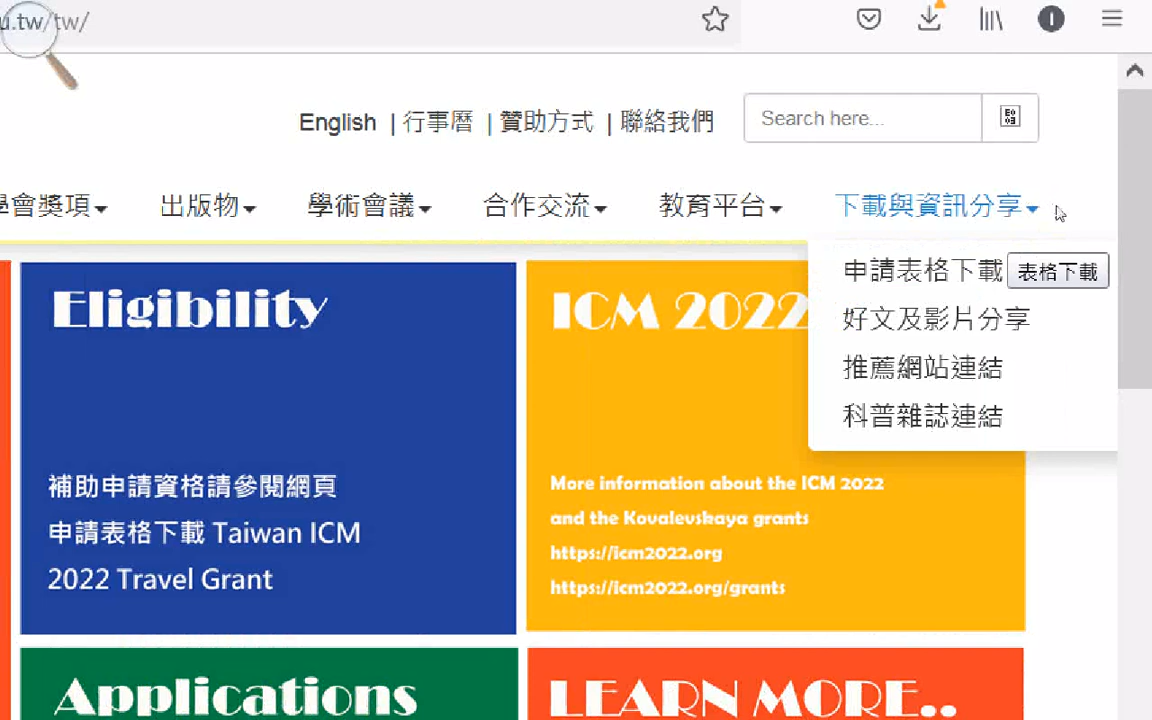 u.tw/tw/
English | 行事曆 | 贊助方式 | 聯絡我們
Search here...
學會獎項 出版物 學術會議 合作交流 教育平台 下載與資訊分享
申請表格下載 表格下載
好文及影片分享
推薦網站連結
科普雜誌連結
Eligibility
補助申請資格請參閱網頁
申請表格下載 Taiwan ICM
2022 Travel Grant
ICM 2022
More information about the ICM 2022
and the Kovalevskaya grants
https://icm2022.org
https://icm2022.org/grants
Applications
LEARN MORE..